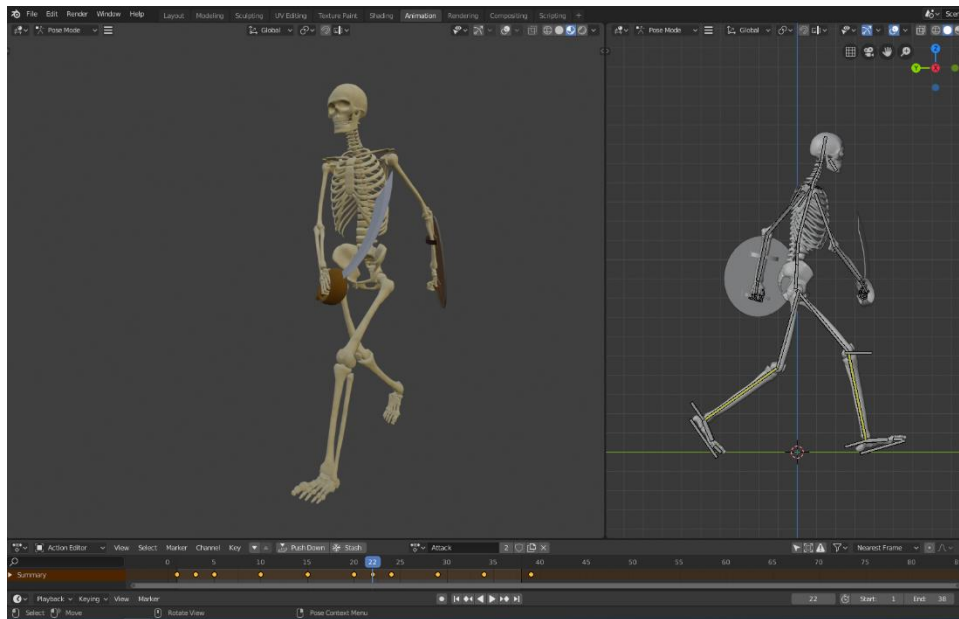 File Edit Render Window Help Layout Modeling Sculpting UV Editing Texture Paint Shading Animation Rendering Compositing Scripting + Scen
Pose Mode Global Pose Mode Global
Z
Y X
Action Editor View Select Marker Channel Key Push Down Stash Attack 2 Nearest Frame
0 5 10 15 20 22 25 30 35 40 45 50 55 60 65 70 75 80
Summary
Playback Keying View Marker 22 Start: 1 End: 38
Select Move Rotate View Pose Context Menu